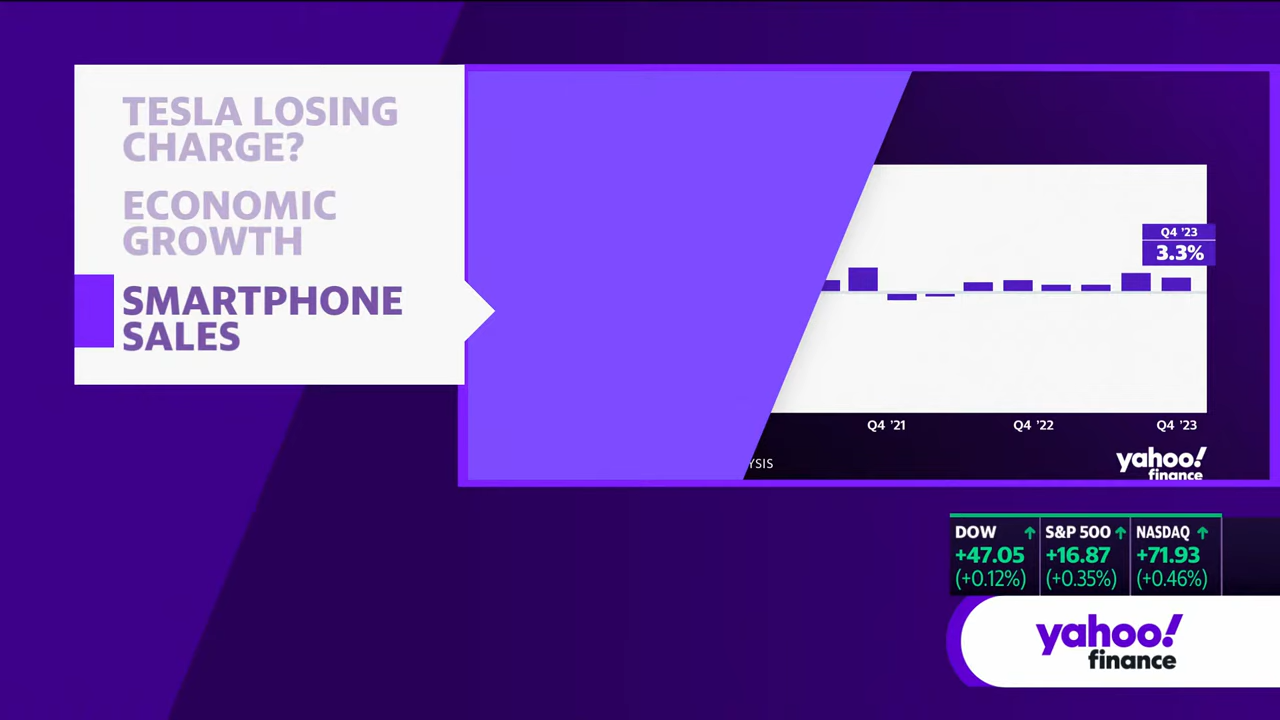 TESLA LOSING
CHARGE?
ECONOMIC
GROWTH
SMARTPHONE
SALES
Q4 '23
3.3%
Q4 '21
Q4 '22
Q4 '23
YSIS
yahoo!
finance
DOW
+47.05
(+0.12%)
S&P 500
+16.87
(+0.35%)
NASDAQ
+71.93
(+0.46%)
yahoo!
finance